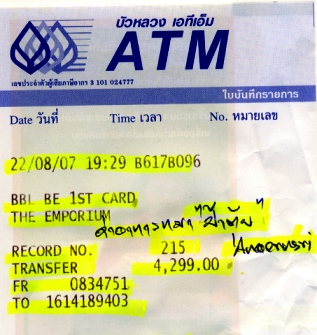 บัวหลวง เอทีเอ็ม
ATM
เลขประจำตัวผู้เสียภาษีอากร 3 101 024777
ใบบันทึกรายการ
Date วันที่ Time เวลา No. หมายเลข
22/08/07 19:29 B617B096
BBL BE 1ST CARD
THE EMPORIUM
RECORD NO. 215
TRANSFER 4,299.00
FR 0834751
TO 1614189403